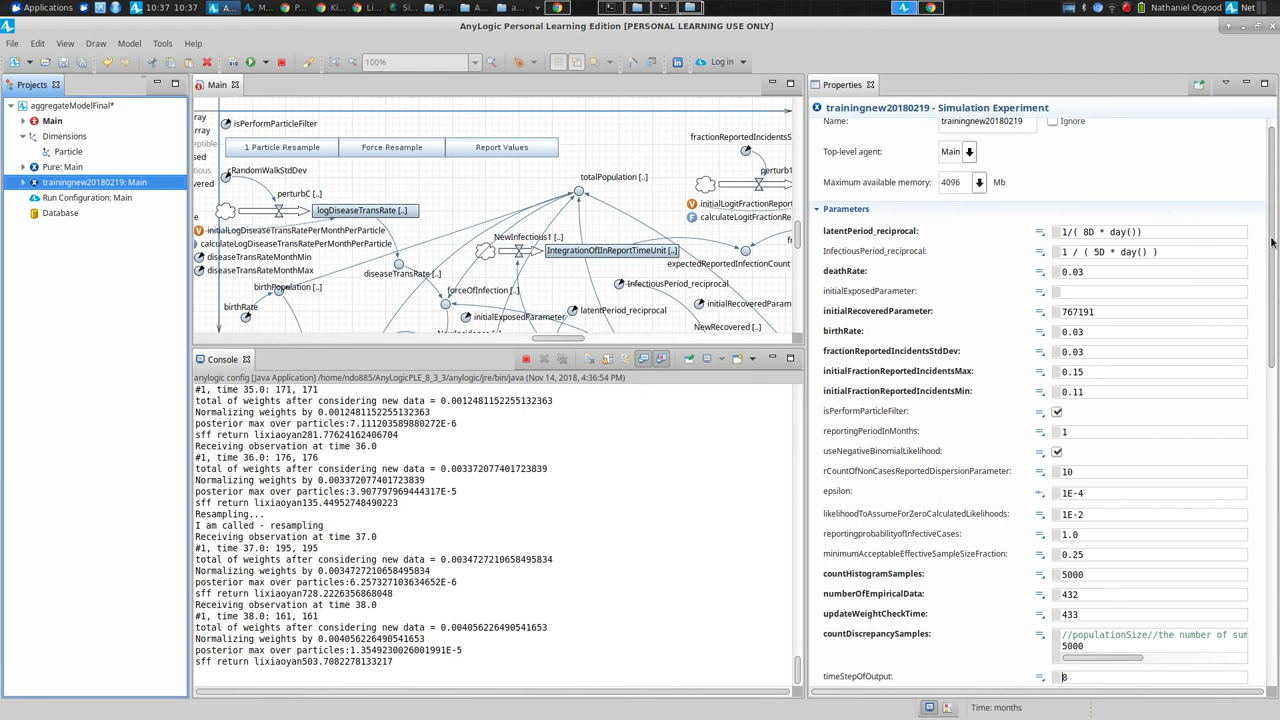 Applications
10:37
10:37
A...
M...
P...
Ki...
Li...
Si...
P...
A...
a...
Nathaniel Osgood
Net
AnyLogic Personal Learning Edition [PERSONAL LEARNING USE ONLY]
File Edit View Draw Model Tools Help
100%
Log in
Projects
aggregateModelFinal*
Main
Dimensions
Particle
Pure: Main
trainingnew20180219: Main
Run Configuration: Main
Database
Main
array
isPerformParticleFilter
1 Particle Resample
Force Resample
Report Values
fractionReportedIncidentsS
cRandomWalkStdDev
totalPopulation [..]
perturb1
perturbC [..]
logDiseaseTransRate [..]
initialLogitFractionRepor
calculateLogitFractionRe
initialLogDiseaseTransRatePerMonthPerParticle
calculateLogDiseaseTransRatePerMonthPerParticle
NewInfectious1 [..]
IntegrationOfInReportTimeUnit [..]
diseaseTransRateMonthMin
diseaseTransRateMonthMax
diseaseTransRate [..]
expectedReportedInfectionCount
birthPopulation [..]
forceOfInfection [..]
InfectiousPeriod_reciprocal
birthRate
initialExposedParameter
latentPeriod_reciprocal
initialRecoveredParam
NewRecovered [..]
Console
anylogic config [Java Application] /home/ndo885/AnyLogicPLE_8_3_3/anylogic/jre/bin/java (Nov 14, 2018, 4:36:54 PM)
#1, time 35.0: 171, 171
total of weights after considering new data = 0.0012481152255132363
Normalizing weights by 0.0012481152255132363
posterior max over particles:7.111203589880272E-6
sff return lixiaoyan281.77624162406704
Receiving observation at time 36.0
#1, time 36.0: 176, 176
total of weights after considering new data = 0.003372077401723839
Normalizing weights by 0.003372077401723839
posterior max over particles:3.907797969444317E-5
sff return lixiaoyan135.44952748490223
Resampling...
I am called - resampling
Receiving observation at time 37.0
#1, time 37.0: 195, 195
total of weights after considering new data = 0.0034727210658495834
Normalizing weights by 0.0034727210658495834
posterior max over particles:6.257327103634652E-6
sff return lixiaoyan728.2226356868048
Receiving observation at time 38.0
#1, time 38.0: 161, 161
total of weights after considering new data = 0.004056226490541653
Normalizing weights by 0.004056226490541653
posterior max over particles:1.3549230026001991E-5
sff return lixiaoyan503.7082278133217
Properties
trainingnew20180219 - Simulation Experiment
Name: trainingnew20180219 Ignore
Top-level agent: Main
Maximum available memory: 4096 Mb
Parameters
latentPeriod_reciprocal: 1/( 8D * day())
InfectiousPeriod_reciprocal: 1 / ( 5D * day() )
deathRate: 0.03
initialExposedParameter:
initialRecoveredParameter: 767191
birthRate: 0.03
fractionReportedIncidentsStdDev: 0.03
initialFractionReportedIncidentsMax: 0.15
initialFractionReportedIncidentsMin: 0.11
isPerformParticleFilter:
reportingPeriodInMonths: 1
useNegativeBinomialLikelihood:
rCountOfNonCasesReportedDispersionParameter: 10
epsilon: 1E-4
likelihoodToAssumeForZeroCalculatedLikelihoods: 1E-2
reportingprobabilityofInfectiveCases: 1.0
minimumAcceptableEffectiveSampleSizeFraction: 0.25
countHistogramSamples: 5000
numberOfEmpiricalData: 432
updateWeightCheckTime: 433
countDiscrepancySamples: //populationSize//the number of sum
5000
timeStepOfOutput: 8
Time: months